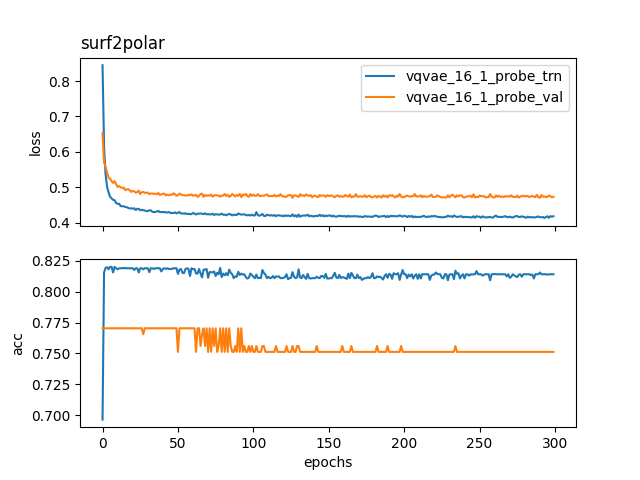 surf2polar
vqvae_16_1_probe_trn
vqvae_16_1_probe_val
loss
0.8
0.7
0.6
0.5
0.4
acc
0.825
0.800
0.775
0.750
0.725
0.700
0 50 100 150 200 250 300
epochs